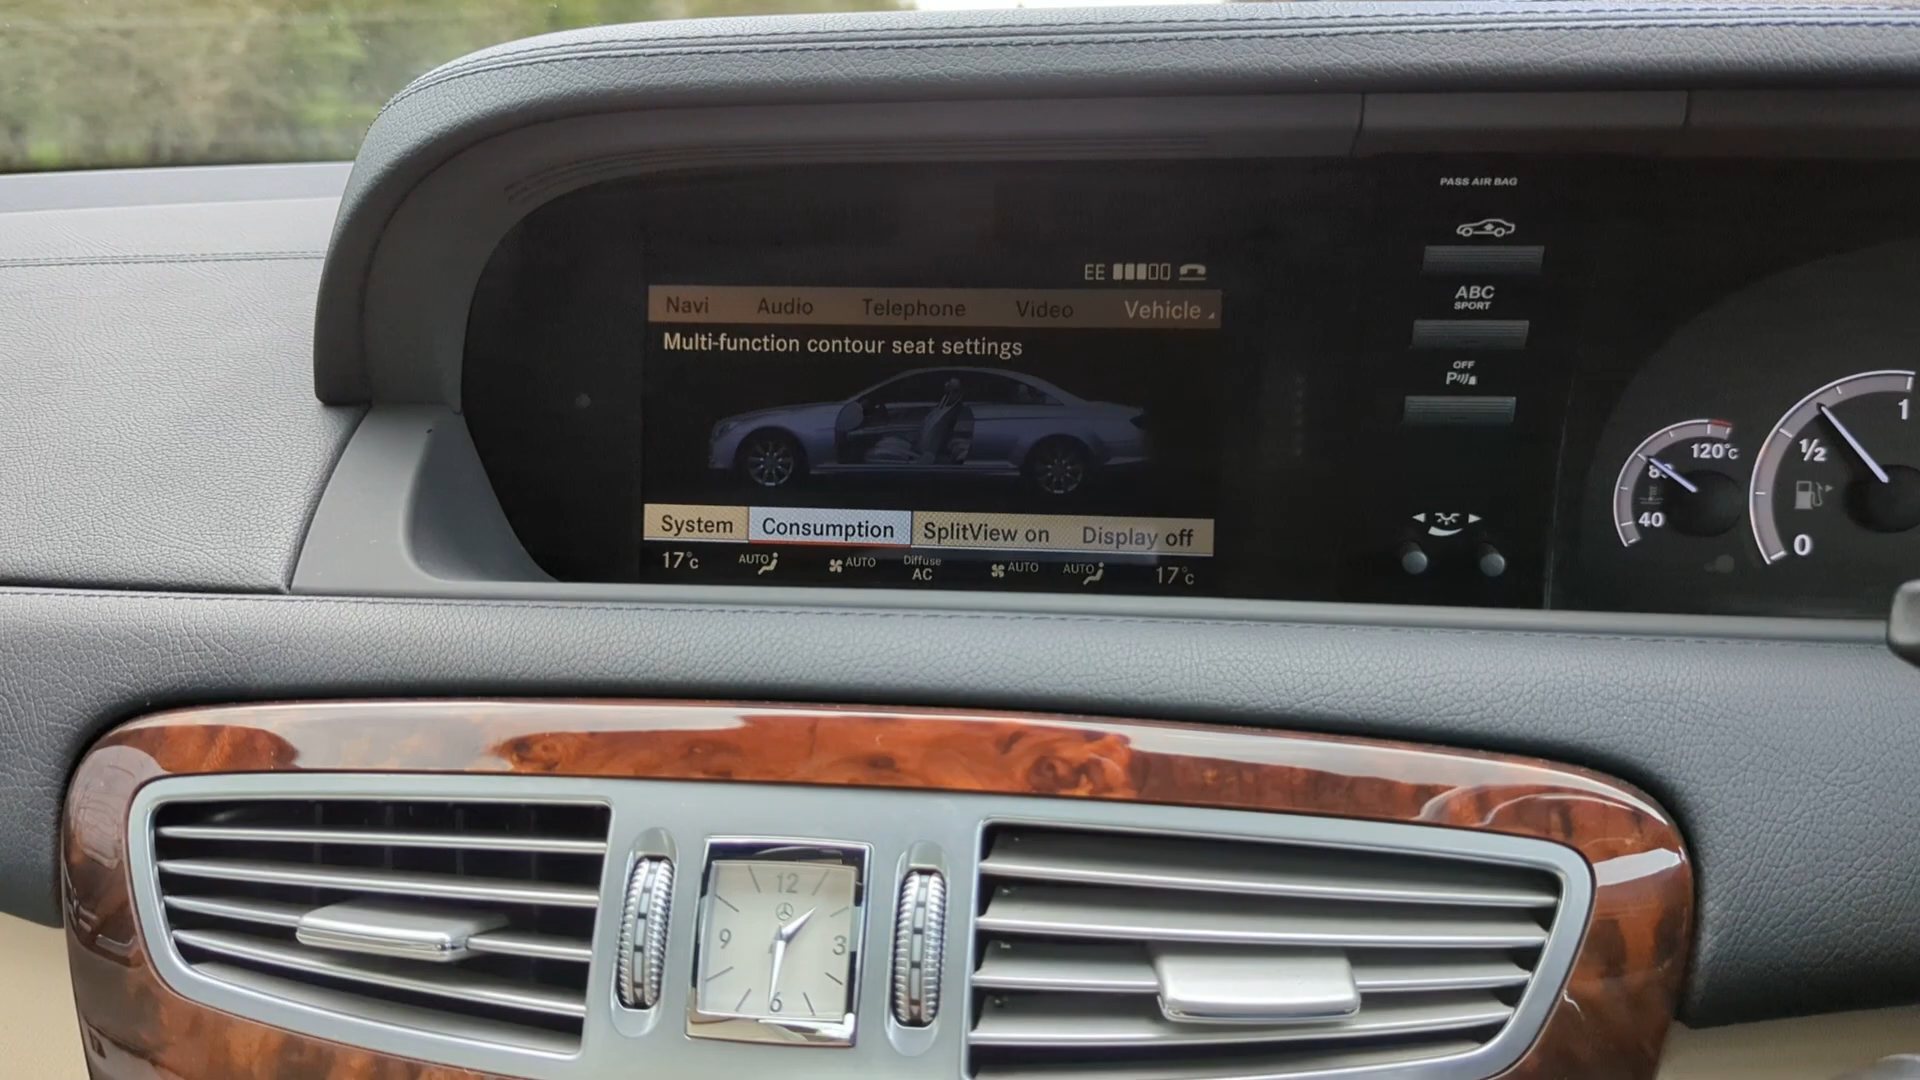 PASS AIR BAG
EE
Navi Audio Telephone Video Vehicle
ABC
SPORT
Multi-function contour seat settings
OFF
P
1
1/2
0
120°C
80
40
System Consumption SplitView on Display off
17°C AUTO AUTO Diffuse AC AUTO AUTO 17°C
12
9 3
6